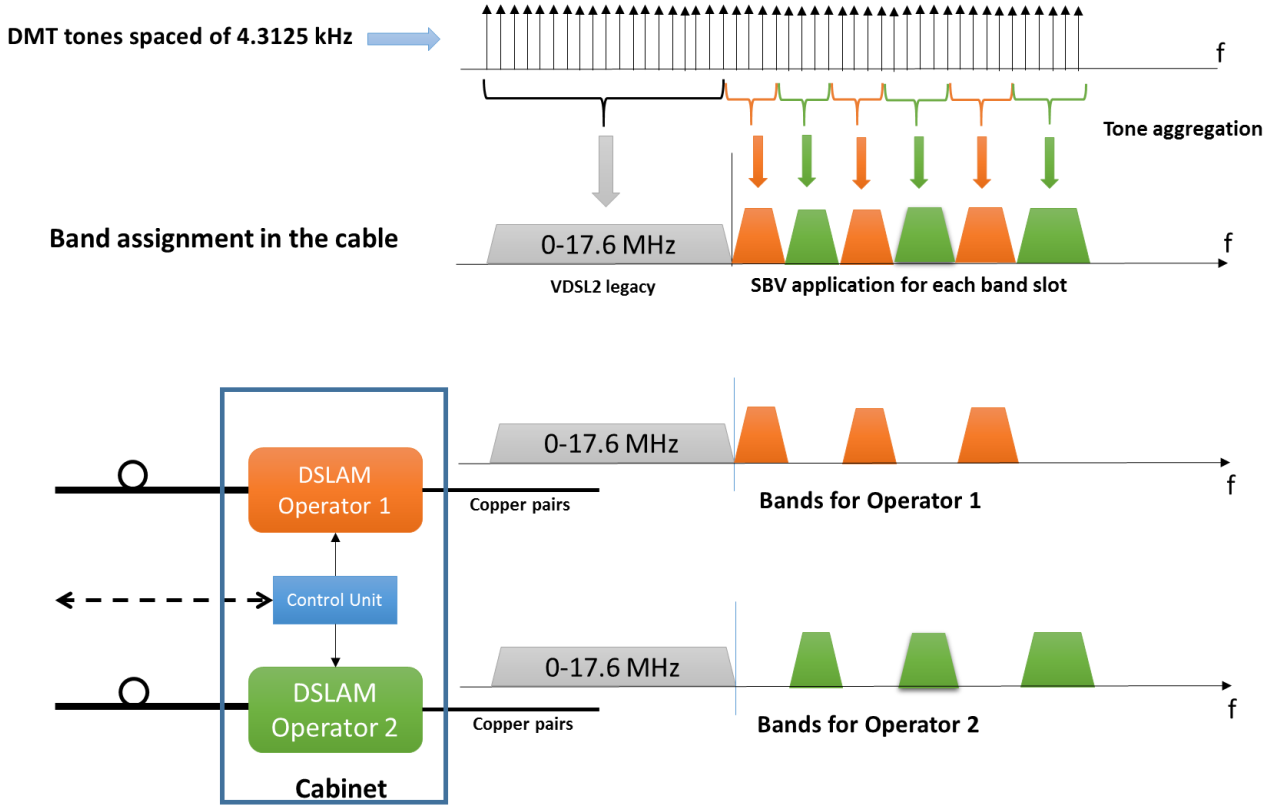 DMT tones spaced of 4.3125 kHz
f
Tone aggregation
Band assignment in the cable
0-17.6 MHz
f
VDSL2 legacy
SBV application for each band slot
DSLAM
Operator 1
0-17.6 MHz
f
Copper pairs
Bands for Operator 1
Control Unit
DSLAM
Operator 2
0-17.6 MHz
f
Copper pairs
Bands for Operator 2
Cabinet